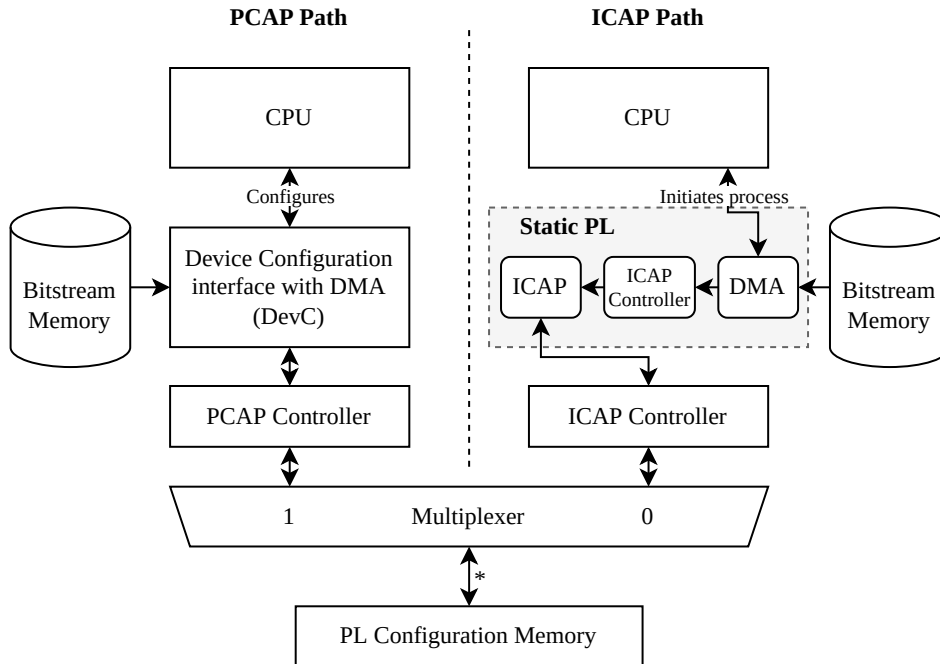 PCAP Path
ICAP Path
CPU
CPU
Configures
Initiates process
Static PL
Bitstream
Memory
Device Configuration
interface with DMA
(DevC)
ICAP
ICAP
Controller
DMA
Bitstream
Memory
PCAP Controller
ICAP Controller
1
Multiplexer
0
*
PL Configuration Memory